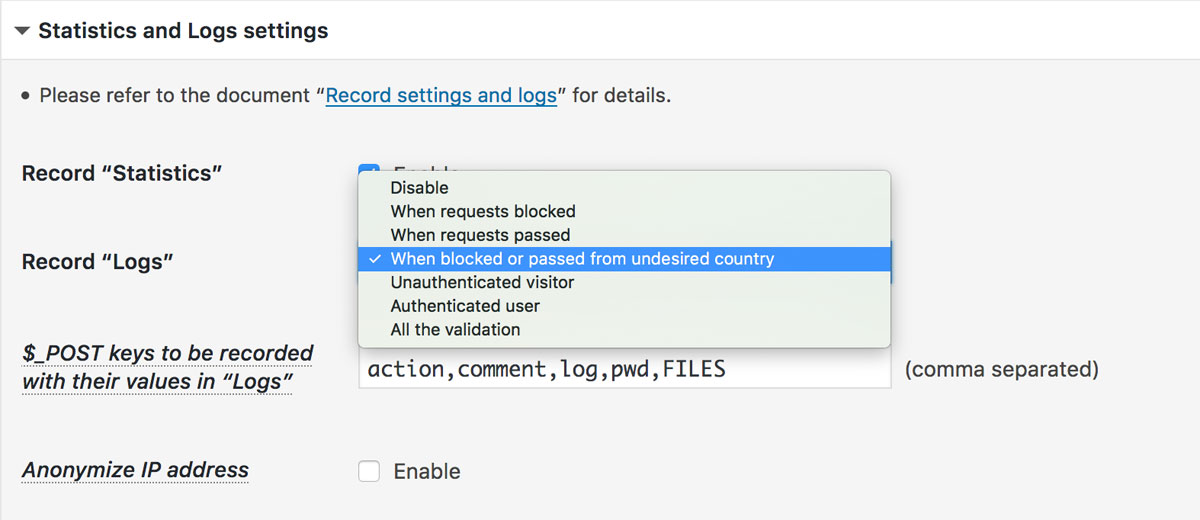 Statistics and Logs settings
• Please refer to the document “Record settings and logs” for details.
Record “Statistics”
Disable
When requests blocked
When requests passed
Record “Logs”
✓ When blocked or passed from undesired country
Unauthenticated visitor
Authenticated user
All the validation
$_POST keys to be recorded
with their values in “Logs”
action,comment,log,pwd,FILES (comma separated)
Anonymize IP address
Enable